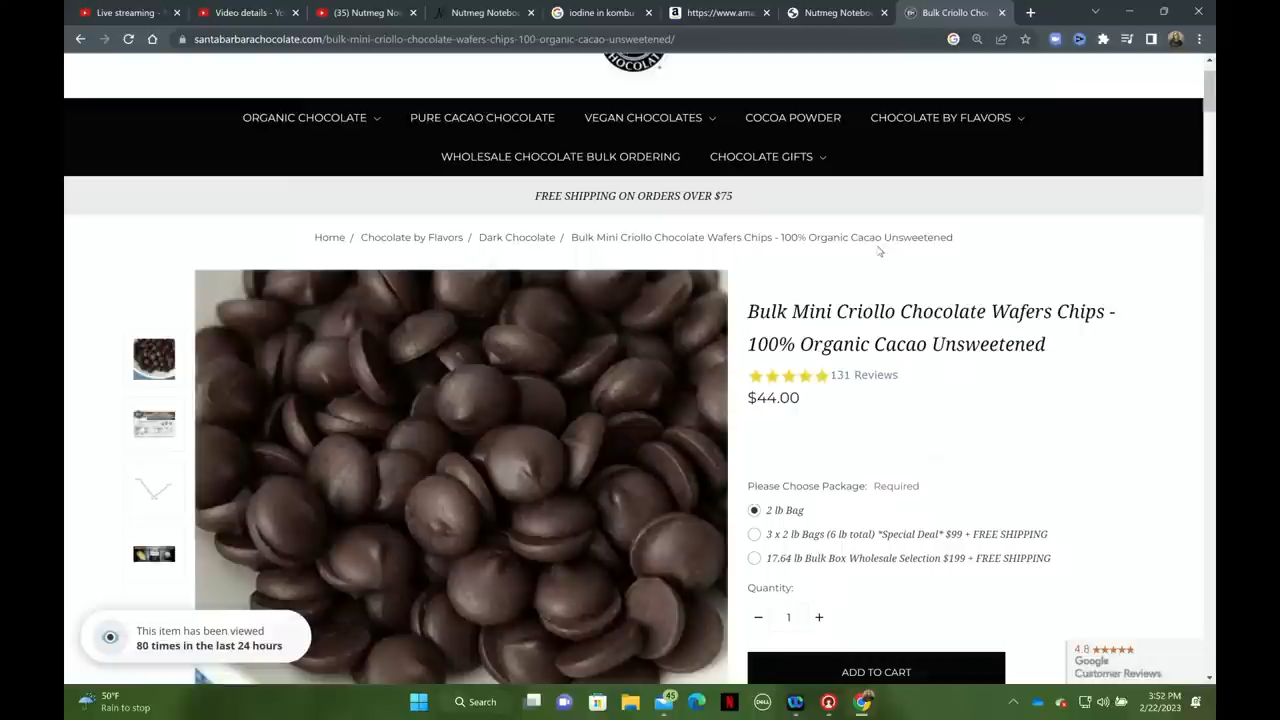 Live streaming -
Video details - Yo
(35) Nutmeg No
Nutmeg Notebo
iodine in kombu
https://www.ama
Nutmeg Notebo
Bulk Criollo Cho
santabarbarachocolate.com/bulk-mini-criollo-chocolate-wafers-chips-100-organic-cacao-unsweetened/
CHOCOLATE
ORGANIC CHOCOLATE
PURE CACAO CHOCOLATE
VEGAN CHOCOLATES
COCOA POWDER
CHOCOLATE BY FLAVORS
WHOLESALE CHOCOLATE BULK ORDERING
CHOCOLATE GIFTS
FREE SHIPPING ON ORDERS OVER $75
Home / Chocolate by Flavors / Dark Chocolate / Bulk Mini Criollo Chocolate Wafers Chips - 100% Organic Cacao Unsweetened
Bulk Mini Criollo Chocolate Wafers Chips -
100% Organic Cacao Unsweetened
131 Reviews
$44.00
Please Choose Package: Required
2 lb Bag
3 x 2 lb Bags (6 lb total) *Special Deal* $99 + FREE SHIPPING
17.64 lb Bulk Box Wholesale Selection $199 + FREE SHIPPING
Quantity:
1
ADD TO CART
This item has been viewed
80 times in the last 24 hours
4.8
Google
Customer Reviews
50°F
Rain to stop
Search
45
DELL
3:52 PM
2/22/2023